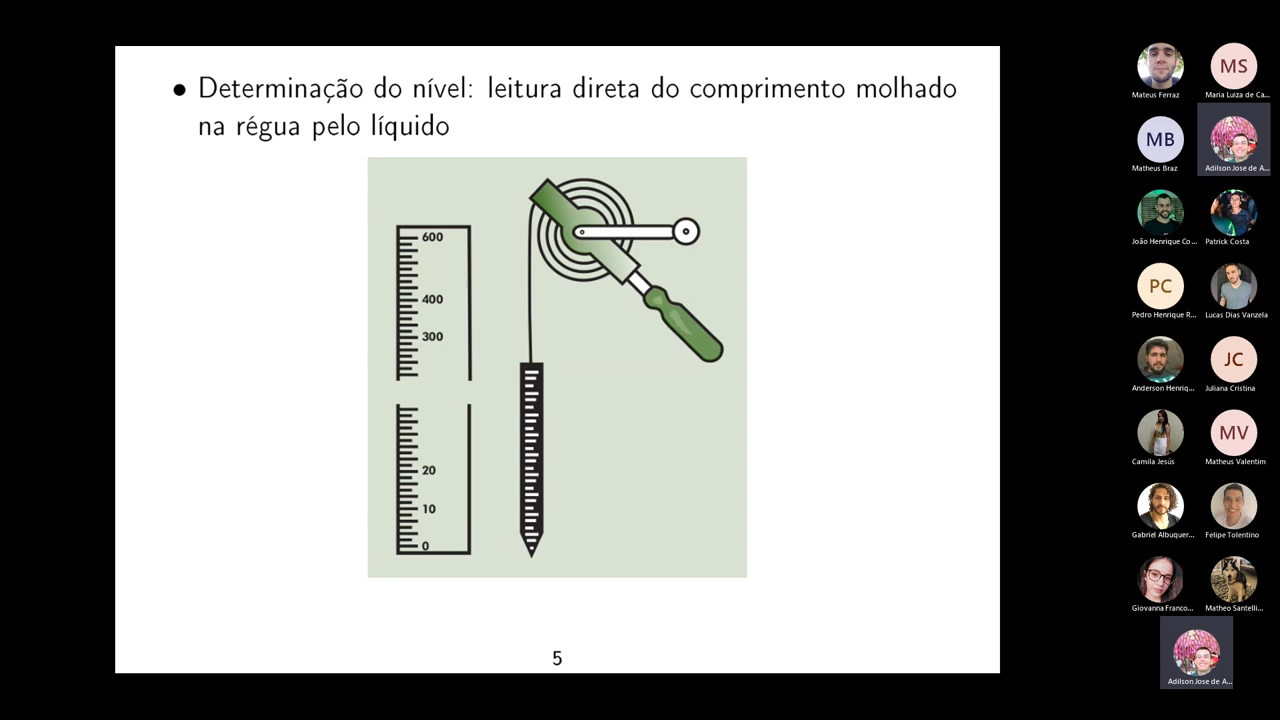 • Determinação do nível: leitura direta do comprimento molhado
na régua pelo líquido
600
400
300
20
10
0
5
Mateus Ferraz
MS
Maria Luiza de Ca...
MB
Matheus Braz
Adilson Jose de A...
João Henrique Co...
Patrick Costa
PC
Pedro Henrique R...
Lucas Dias Vanzela
Anderson Henriq...
JC
Juliana Cristina
Camila Jesús
MV
Matheus Valentim
Gabriel Albuquer...
Felipe Tolentino
Giovanna Franco...
Matheo Santelli...
Adilson Jose de A...